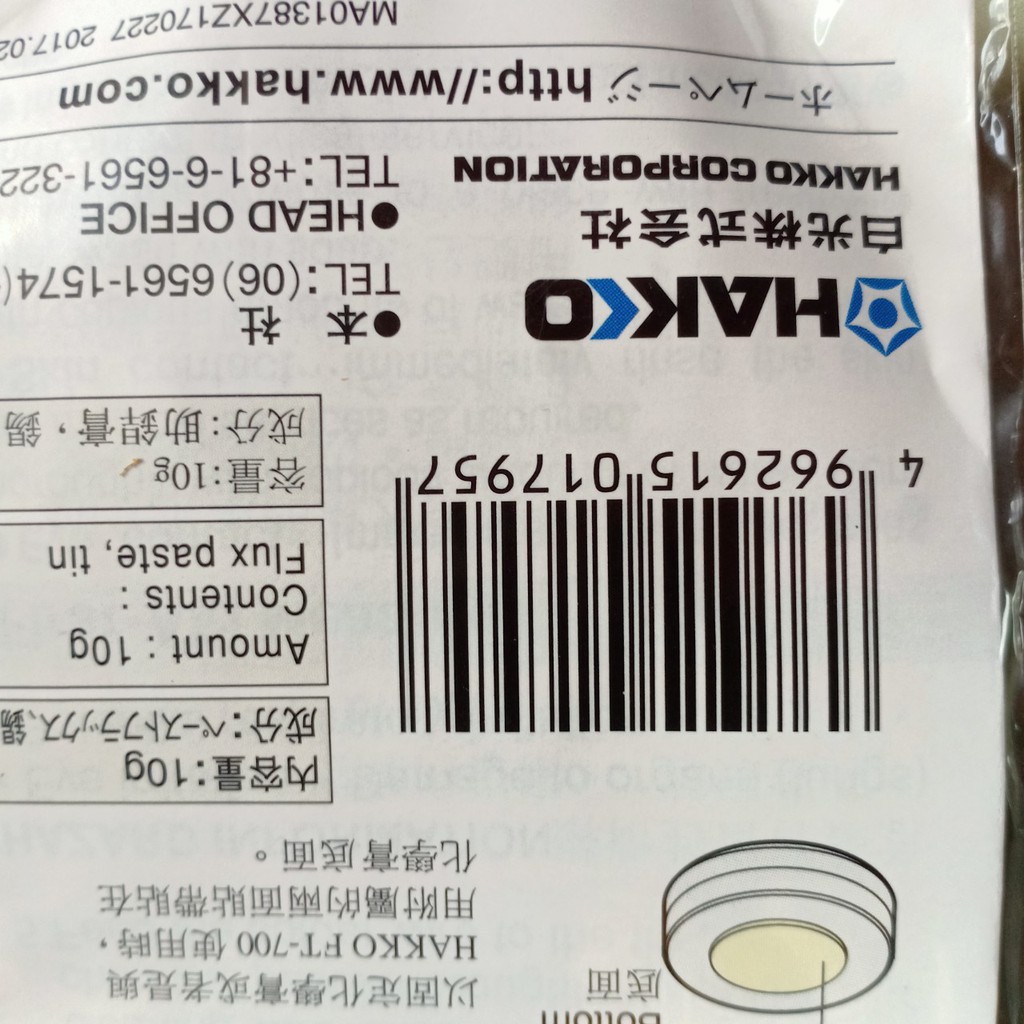 Bottom
底面
以固定化學膏或者是與
HAKKO FT-700 使用時，
用附屬的兩面貼帶貼在
化學膏底面。
内容量:10g
成分:ペーストフラックス、錫
Amount : 10g
Contents :
Flux paste, tin
容量:10g
成分:助銲膏，錫
4 962615 017957
HAKKO
白光株式会社
HAKKO CORPORATION
●本 社
TEL:(06)6561-1574(
●HEAD OFFICE
TEL:+81-6-6561-322
ホームページ http://www.hakko.com
MA01387XZ170227 2017.02